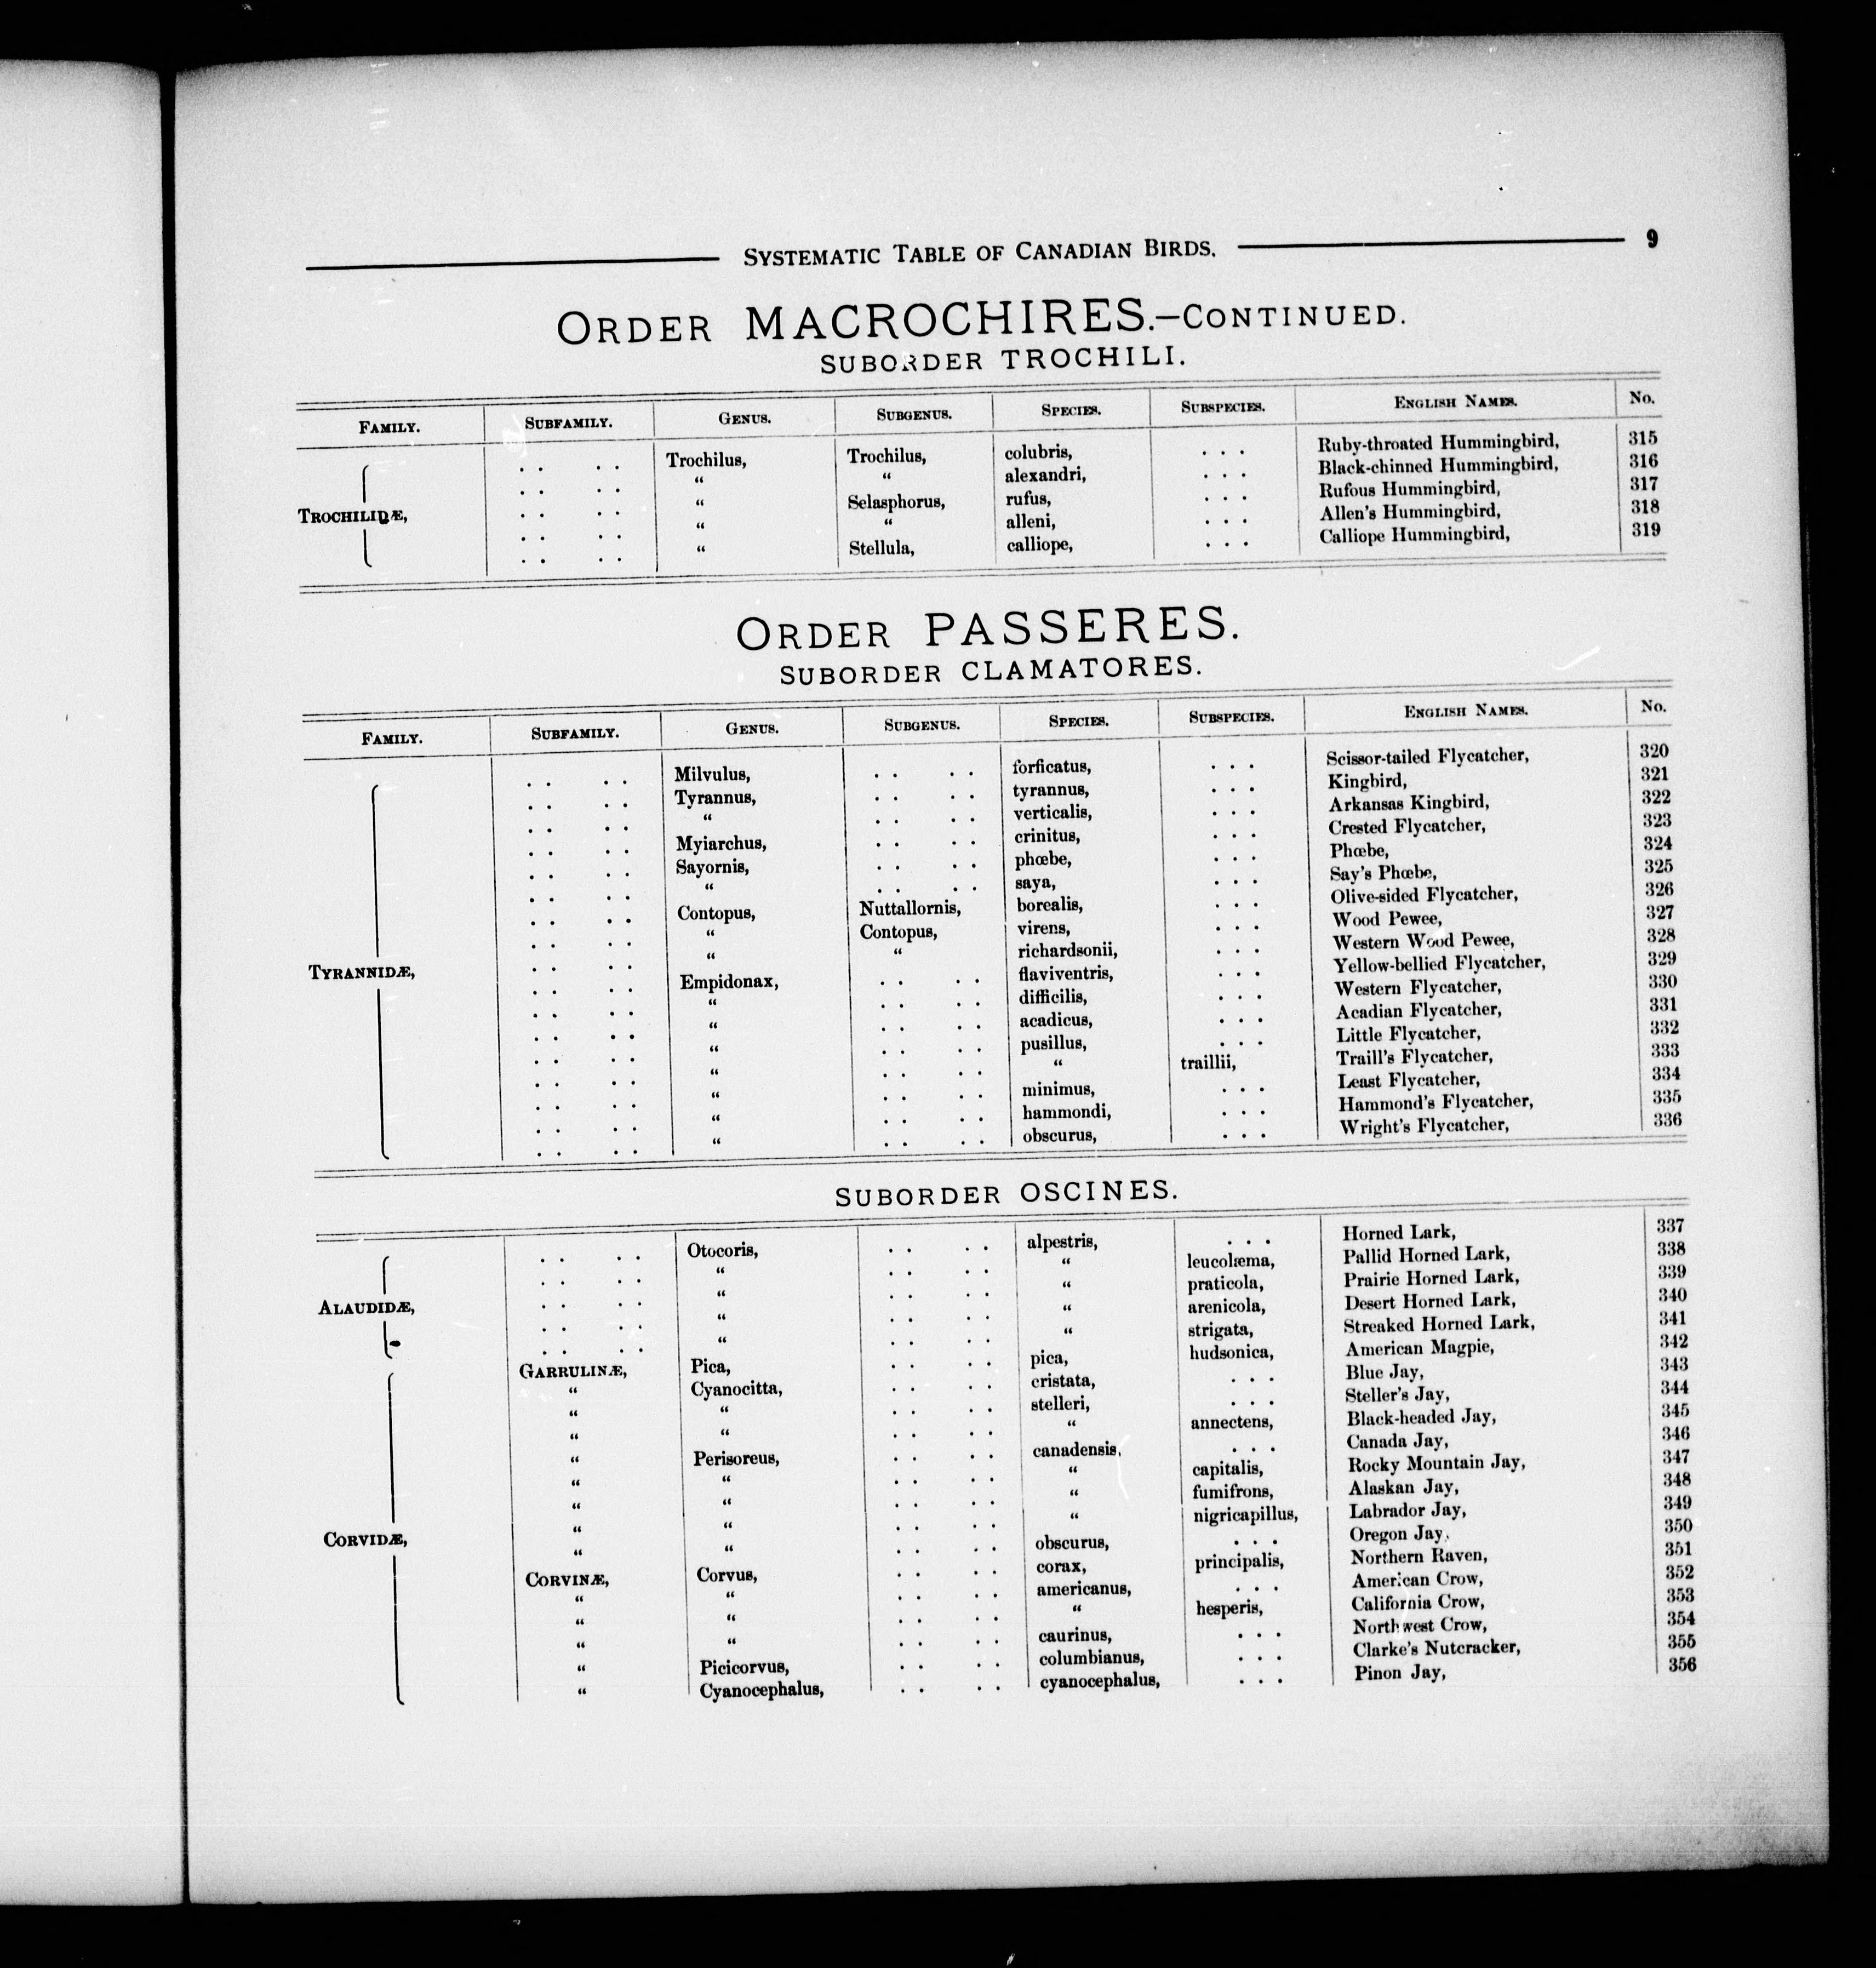 SYSTEMATIC TABLE OF CANADIAN BIRDS. 9
ORDER MACROCHIRES.—CONTINUED.
SUBORDER TROCHILI.
FAMILY. SUBFAMILY. GENUS. SUBGENUS. SPECIES. SUBSPECIES. ENGLISH NAMES. No.
TROCHILIDÆ,
. . . . Trochilus, Trochilus, colubris, . . . Ruby-throated Hummingbird, 315
. . . . “ “ alexandri, . . . Black-chinned Hummingbird, 316
. . . . “ Selasphorus, rufus, . . . Rufous Hummingbird, 317
. . . . “ “ alleni, . . . Allen's Hummingbird, 318
. . . . “ Stellula, calliope, . . . Calliope Hummingbird, 319
ORDER PASSERES.
SUBORDER CLAMATORES.
FAMILY. SUBFAMILY. GENUS. SUBGENUS. SPECIES. SUBSPECIES. ENGLISH NAMES. No.
TYRANNIDÆ,
. . . . Milvulus, . . . . forficatus, . . . Scissor-tailed Flycatcher, 320
. . . . Tyrannus, . . . . tyrannus, . . . Kingbird, 321
. . . . “ . . . . verticalis, . . . Arkansas Kingbird, 322
. . . . Myiarchus, . . . . crinitus, . . . Crested Flycatcher, 323
. . . . Sayornis, . . . . phœbe, . . . Phœbe, 324
. . . . “ . . . . saya, . . . Say's Phœbe, 325
. . . . Contopus, Nuttallornis, borealis, . . . Olive-sided Flycatcher, 326
. . . . “ Contopus, virens, . . . Wood Pewee, 327
. . . . “ “ richardsonii, . . . Western Wood Pewee, 328
. . . . Empidonax, . . . . flaviventris, . . . Yellow-bellied Flycatcher, 329
. . . . “ . . . . difficilis, . . . Western Flycatcher, 330
. . . . “ . . . . acadicus, . . . Acadian Flycatcher, 331
. . . . “ . . . . pusillus, . . . Little Flycatcher, 332
. . . . “ . . . . “ traillii, Traill's Flycatcher, 333
. . . . “ . . . . minimus, . . . Least Flycatcher, 334
. . . . “ . . . . hammondi, . . . Hammond's Flycatcher, 335
. . . . “ . . . . obscurus, . . . Wright's Flycatcher, 336
SUBORDER OSCINES.
ALAUDIDÆ,
. . . . Otocoris, . . . . alpestris, . . . Horned Lark, 337
. . . . “ . . . . “ leucolæma, Pallid Horned Lark, 338
. . . . “ . . . . “ praticola, Prairie Horned Lark, 339
. . . . “ . . . . “ arenicola, Desert Horned Lark, 340
. . . . “ . . . . “ strigata, Streaked Horned Lark, 341
CORVIDÆ,
GARRULINÆ, Pica, . . . . pica, hudsonica, American Magpie, 342
“ Cyanocitta, . . . . cristata, . . . Blue Jay, 343
“ “ . . . . stelleri, . . . Steller's Jay, 344
“ “ . . . . “ annectens, Black-headed Jay, 345
“ Perisoreus, . . . . canadensis, . . . Canada Jay, 346
“ “ . . . . “ capitalis, Rocky Mountain Jay, 347
“ “ . . . . “ fumifrons, Alaskan Jay, 348
“ “ . . . . “ nigricapillus, Labrador Jay, 349
“ “ . . . . obscurus, . . . Oregon Jay, 350
CORVINÆ, Corvus, . . . . corax, principalis, Northern Raven, 351
“ “ . . . . americanus, . . . American Crow, 352
“ “ . . . . “ hesperis, California Crow, 353
“ “ . . . . caurinus, . . . Northwest Crow, 354
“ Picicorvus, . . . . columbianus, . . . Clarke's Nutcracker, 355
“ Cyanocephalus, . . . . cyanocephalus, . . . Pinon Jay, 356